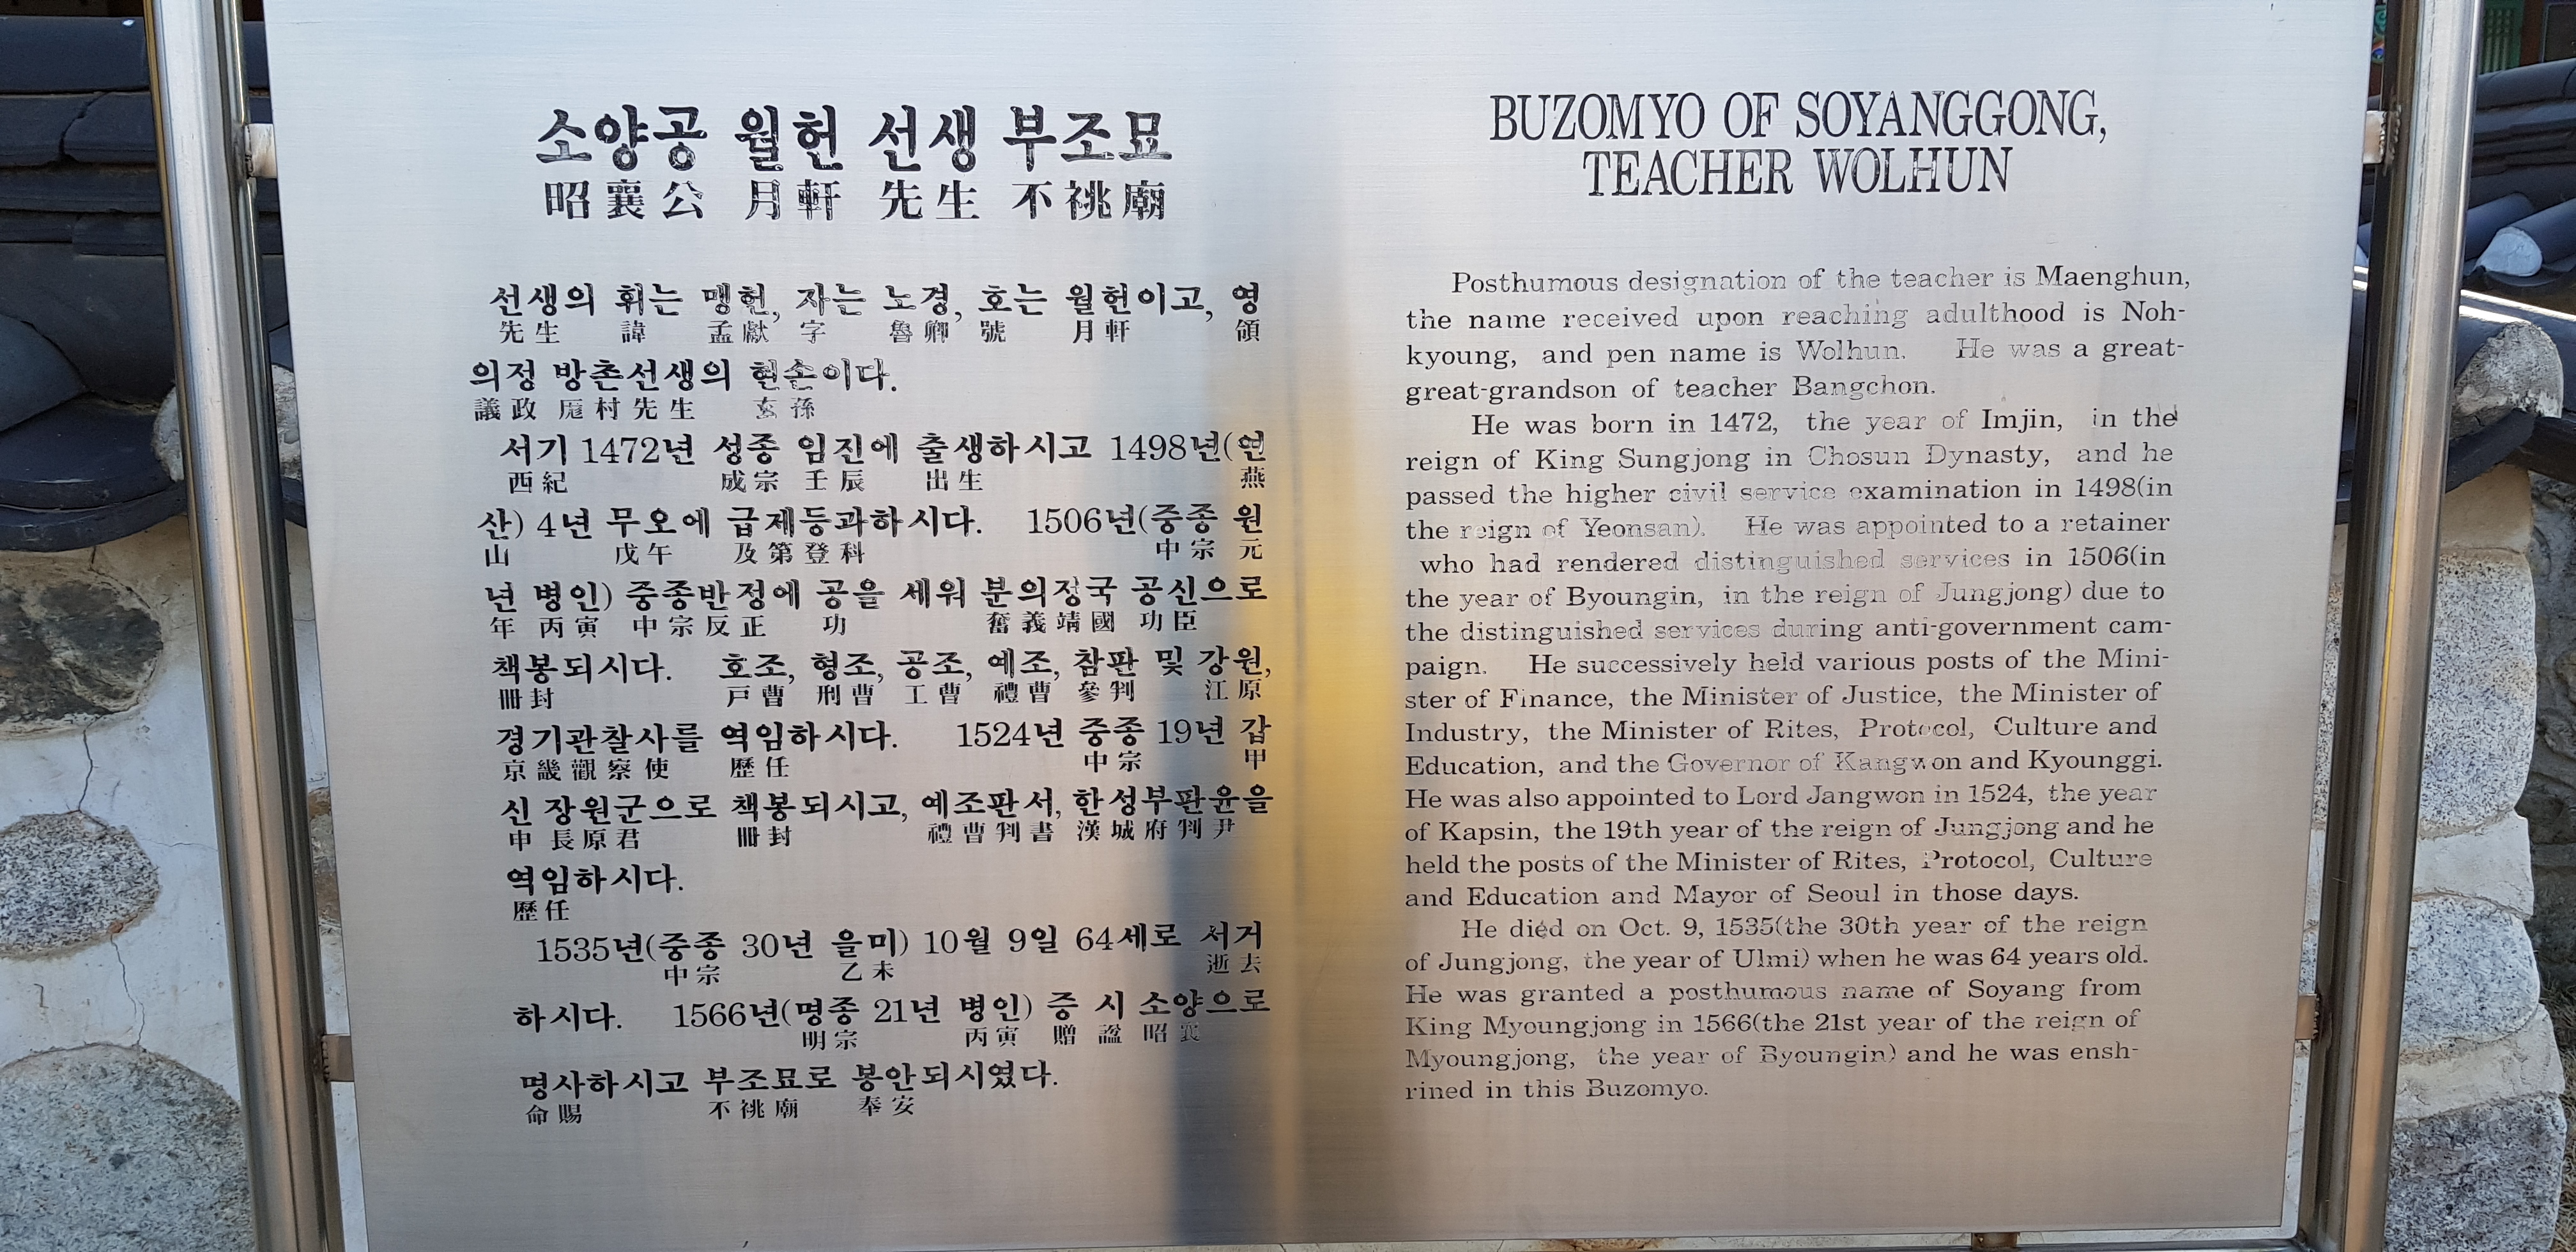 소양공 월헌 선생 부조묘
昭襄公 月軒 先生 不祧廟
선생의 휘는 맹헌, 자는 노경, 호는 월헌이고, 영
先生 諱 孟獻 字 魯卿 號 月軒 領
의정 방촌선생의 현손이다.
議政 厖村先生 玄孫
서기 1472년 성종 임진에 출생하시고 1498년(연
西紀 成宗 壬辰 出生 燕
산) 4년 무오에 급제등과하시다. 1506년(중종 원
山 戊午 及第登科 中宗 元
년 병인) 중종반정에 공을 세워 분의정국 공신으로
年 丙寅 中宗反正 功 奮義靖國 功臣
책봉되시다. 호조, 형조, 공조, 예조, 참판 및 강원,
冊封 戸曹 刑曹 工曹 禮曹 參判 江原
경기관찰사를 역임하시다. 1524년 중종 19년 갑
京畿觀察使 歷任 中宗 甲
신 장원군으로 책봉되시고, 예조판서, 한성부판윤을
申 長原君 冊封 禮曹判書 漢城府判尹
역임하시다.
歷任
1535년(중종 30년 을미) 10월 9일 64세로 서거
中宗 乙未 逝去
하시다. 1566년(명종 21년 병인) 증 시 소양으로
明宗 丙寅 贈 諡 昭襄
명사하시고 부조묘로 봉안되시였다.
命賜 不祧廟 奉安
BUZOMYO OF SOYANGGONG,
TEACHER WOLHUN
Posthumous designation of the teacher is Maenghun,
the name received upon reaching adulthood is Noh-
kyoung, and pen name is Wolhun. He was a great-
great-grandson of teacher Bangchon.
He was born in 1472, the year of Imjin, in the
reign of King Sungjong in Chosun Dynasty, and he
passed the higher civil service examination in 1498(in
the reign of Yeonsan). He was appointed to a retainer
who had rendered distinguished services in 1506(in
the year of Byoungin, in the reign of Jungjong) due to
the distinguished services during anti-government cam-
paign. He successively held various posts of the Mini-
ster of Finance, the Minister of Justice, the Minister of
Industry, the Minister of Rites, Protocol, Culture and
Education, and the Governor of Kangwon and Kyounggi.
He was also appointed to Lord Jangwon in 1524, the year
of Kapsin, the 19th year of the reign of Jungjong and he
held the posts of the Minister of Rites, Protocol, Culture
and Education and Mayor of Seoul in those days.
He died on Oct. 9, 1535(the 30th year of the reign
of Jungjong, the year of Ulmi) when he was 64 years old.
He was granted a posthumous name of Soyang from
King Myoungjong in 1566(the 21st year of the reign of
Myoungjong, the year of Byoungin) and he was ensh-
rined in this Buzomyo.